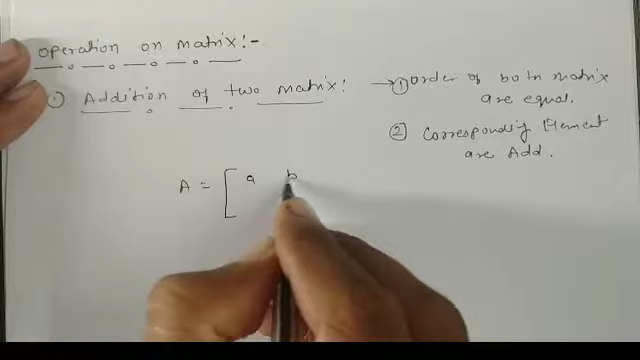 Operation on matrix:-
① Addition of two matrix:
→ ① Order of both matrix
are equal.
② Corresponding Element
are Add.
A = [ a b